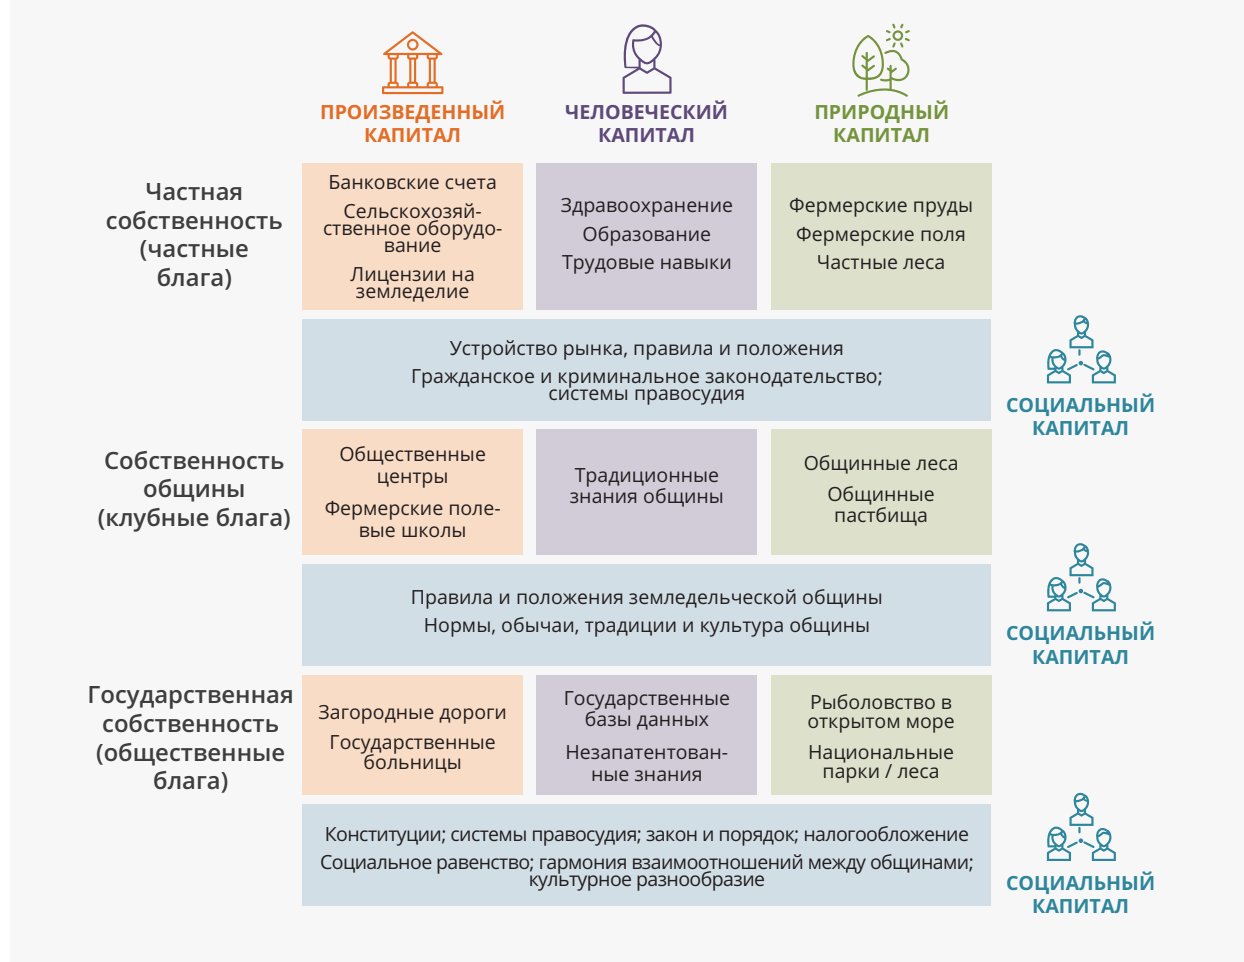 ПРОИЗВЕДЕННЫЙ
КАПИТАЛ
ЧЕЛОВЕЧЕСКИЙ
КАПИТАЛ
ПРИРОДНЫЙ
КАПИТАЛ
Частная
собственность
(частные
блага)
Банковские счета
Сельскохозяй-
ственное оборудо-
вание
Лицензии на
земледелие
Здравоохранение
Образование
Трудовые навыки
Фермерские пруды
Фермерские поля
Частные леса
Устройство рынка, правила и положения
Гражданское и криминальное законодательство;
системы правосудия
СОЦИАЛЬНЫЙ
КАПИТАЛ
Собственность
общины
(клубные блага)
Общественные
центры
Фермерские поле-
вые школы
Традиционные
знания общины
Общинные леса
Общинные
пастбища
Правила и положения земледельческой общины
Нормы, обычаи, традиции и культура общины
СОЦИАЛЬНЫЙ
КАПИТАЛ
Государственная
собственность
(общественные
блага)
Загородные дороги
Государственные
больницы
Государственные
базы данных
Незапатентован-
ные знания
Рыболовство в
открытом море
Национальные
парки / леса
Конституции; системы правосудия; закон и порядок; налогообложение
Социальное равенство; гармония взаимоотношений между общинами;
культурное разнообразие
СОЦИАЛЬНЫЙ
КАПИТАЛ